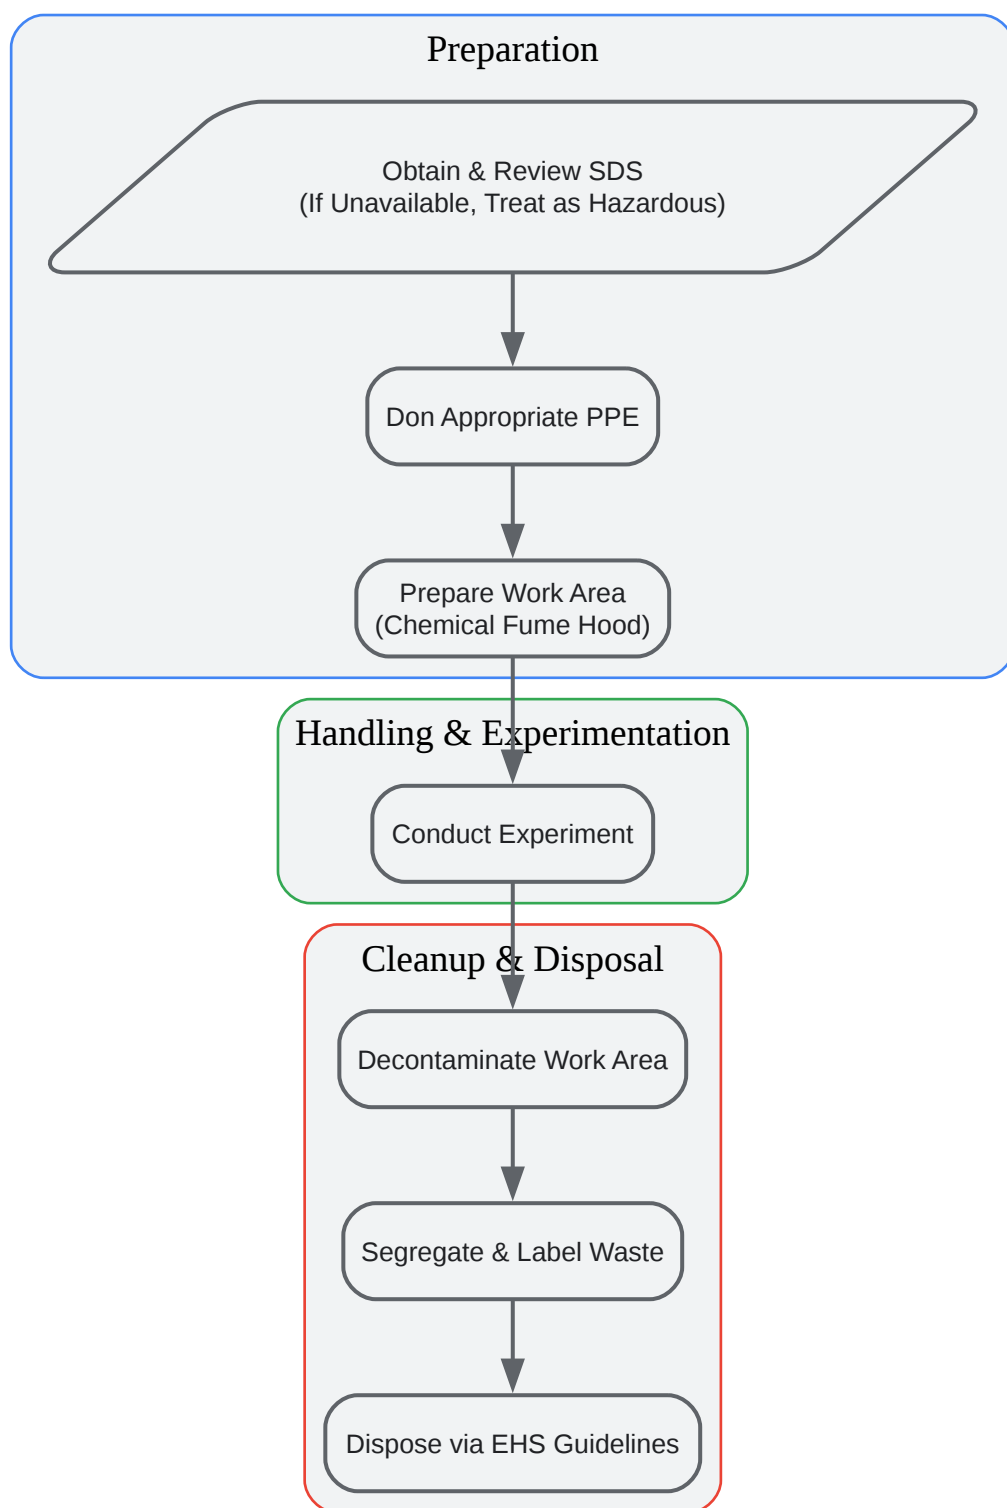 Preparation
Obtain & Review SDS
(If Unavailable, Treat as Hazardous)
Don Appropriate PPE
Prepare Work Area
(Chemical Fume Hood)
Handling & Experimentation
Conduct Experiment
Cleanup & Disposal
Decontaminate Work Area
Segregate & Label Waste
Dispose via EHS Guidelines